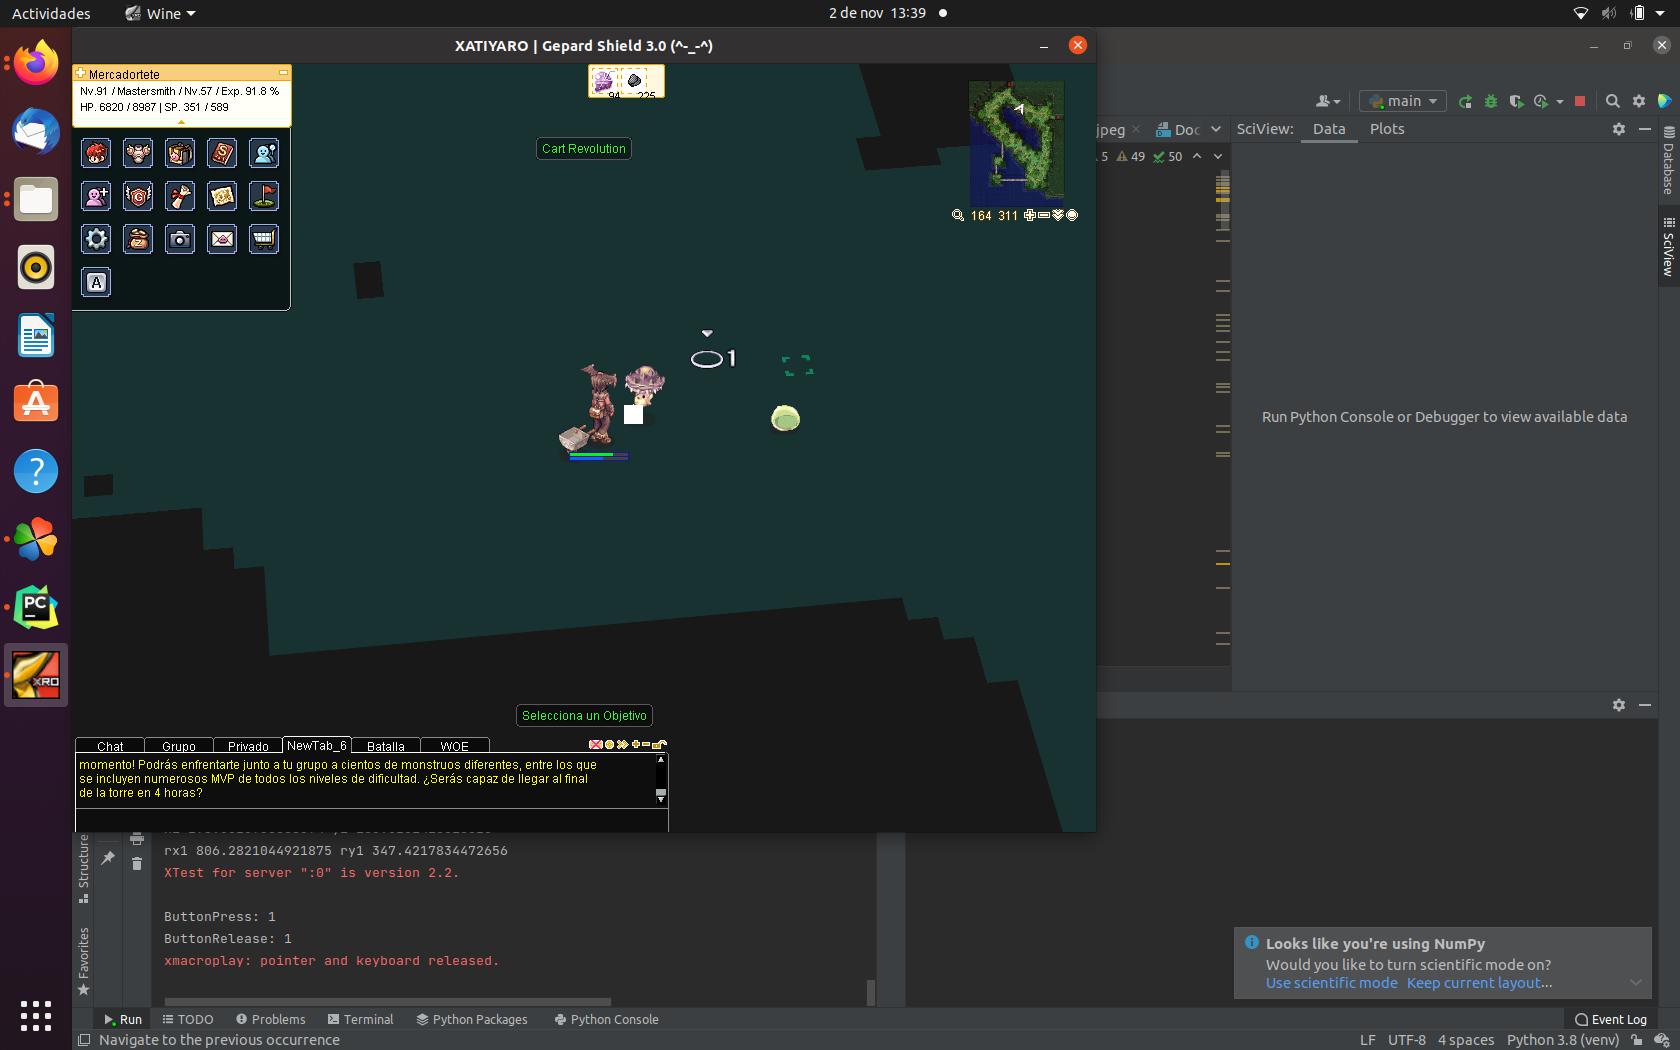 Actividades
Wine
2 de nov 13:39
XATIYARO | Gepard Shield 3.0 (^-_-^)
Mercadortete
Nv.91 / Mastersmith / Nv.57 / Exp. 91.8 %
HP. 6820 / 8987 | SP. 351 / 589
94
225
Cart Revolution
164 311
1
A
Selecciona un Objetivo
Chat
Grupo
Privado
NewTab_6
Batalla
WOE
momento! Podrás enfrentarte junto a tu grupo a cientos de monstruos diferentes, entre los que
se incluyen numerosos MVP de todos los niveles de dificultad. ¿Serás capaz de llegar al final
de la torre en 4 horas?
main
jpeg
Doc
SciView:
Data
Plots
5
49
50
Database
SciView
Run Python Console or Debugger to view available data
PC
XRO
Structure
Favorites
rx1 806.2821044921875 ry1 347.4217834472656
XTest for server ":0" is version 2.2.
ButtonPress: 1
ButtonRelease: 1
xmacroplay: pointer and keyboard released.
Looks like you're using NumPy
Would you like to turn scientific mode on?
Use scientific mode
Keep current layout...
Run
TODO
Problems
Terminal
Python Packages
Python Console
Event Log
Navigate to the previous occurrence
LF
UTF-8
4 spaces
Python 3.8 (venv)